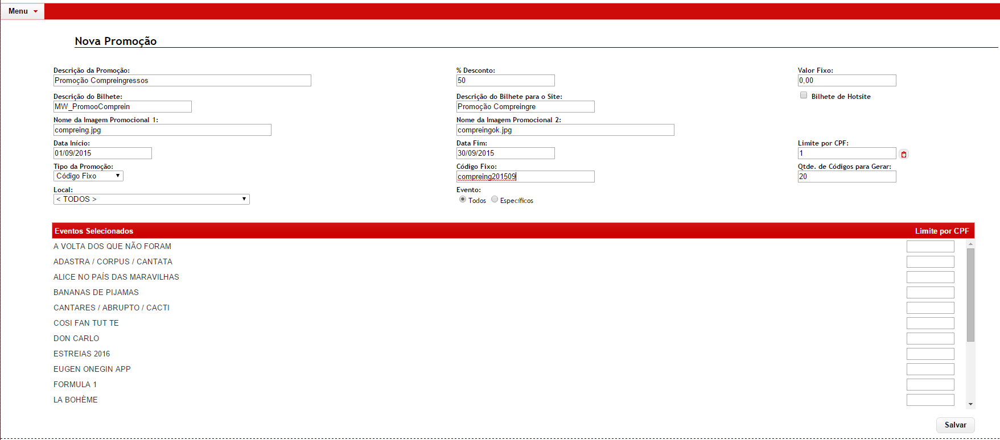 Menu
Nova Promoção
Descrição da Promoção: % Desconto: Valor Fixo:
Promoção Compreingressos 50 0,00
Descrição do Bilhete: Descrição do Bilhete para o Site: Bilhete de Hotsite
MW_PromooComprein Promoção Compreingre
Nome da Imagem Promocional 1: Nome da Imagem Promocional 2:
compreing.jpg compreingok.jpg
Data Início: Data Fim: Limite por CPF:
01/09/2015 30/09/2015 1
Tipo da Promoção: Código Fixo: Qtde. de Códigos para Gerar:
Código Fixo compreing201509 20
Local: Evento:
< TODOS > Todos Específicos
Eventos Selecionados Limite por CPF
A VOLTA DOS QUE NÃO FORAM
ADASTRA / CORPUS / CANTATA
ALICE NO PAÍS DAS MARAVILHAS
BANANAS DE PIJAMAS
CANTARES / ABRUPTO / CACTI
COSI FAN TUT TE
DON CARLO
ESTREIAS 2016
EUGEN ONEGIN APP
FORMULA 1
LA BOHÈME
Salvar